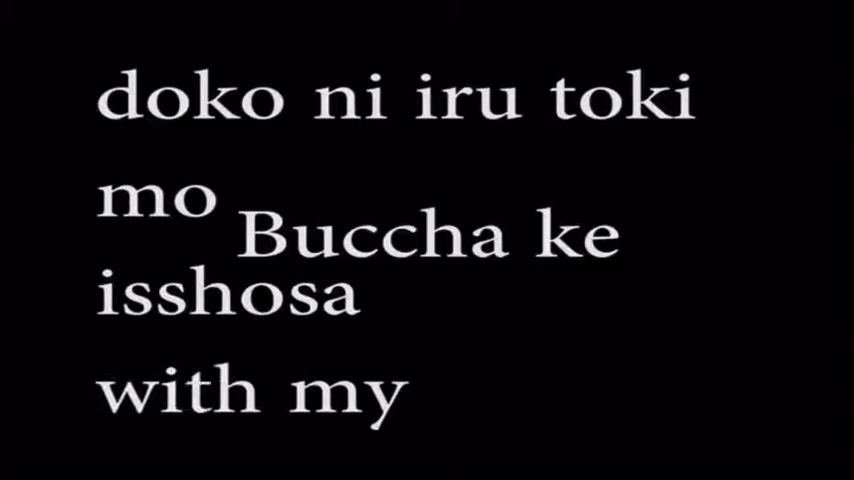 doko ni iru toki
mo
Buccha ke
isshosa
with my